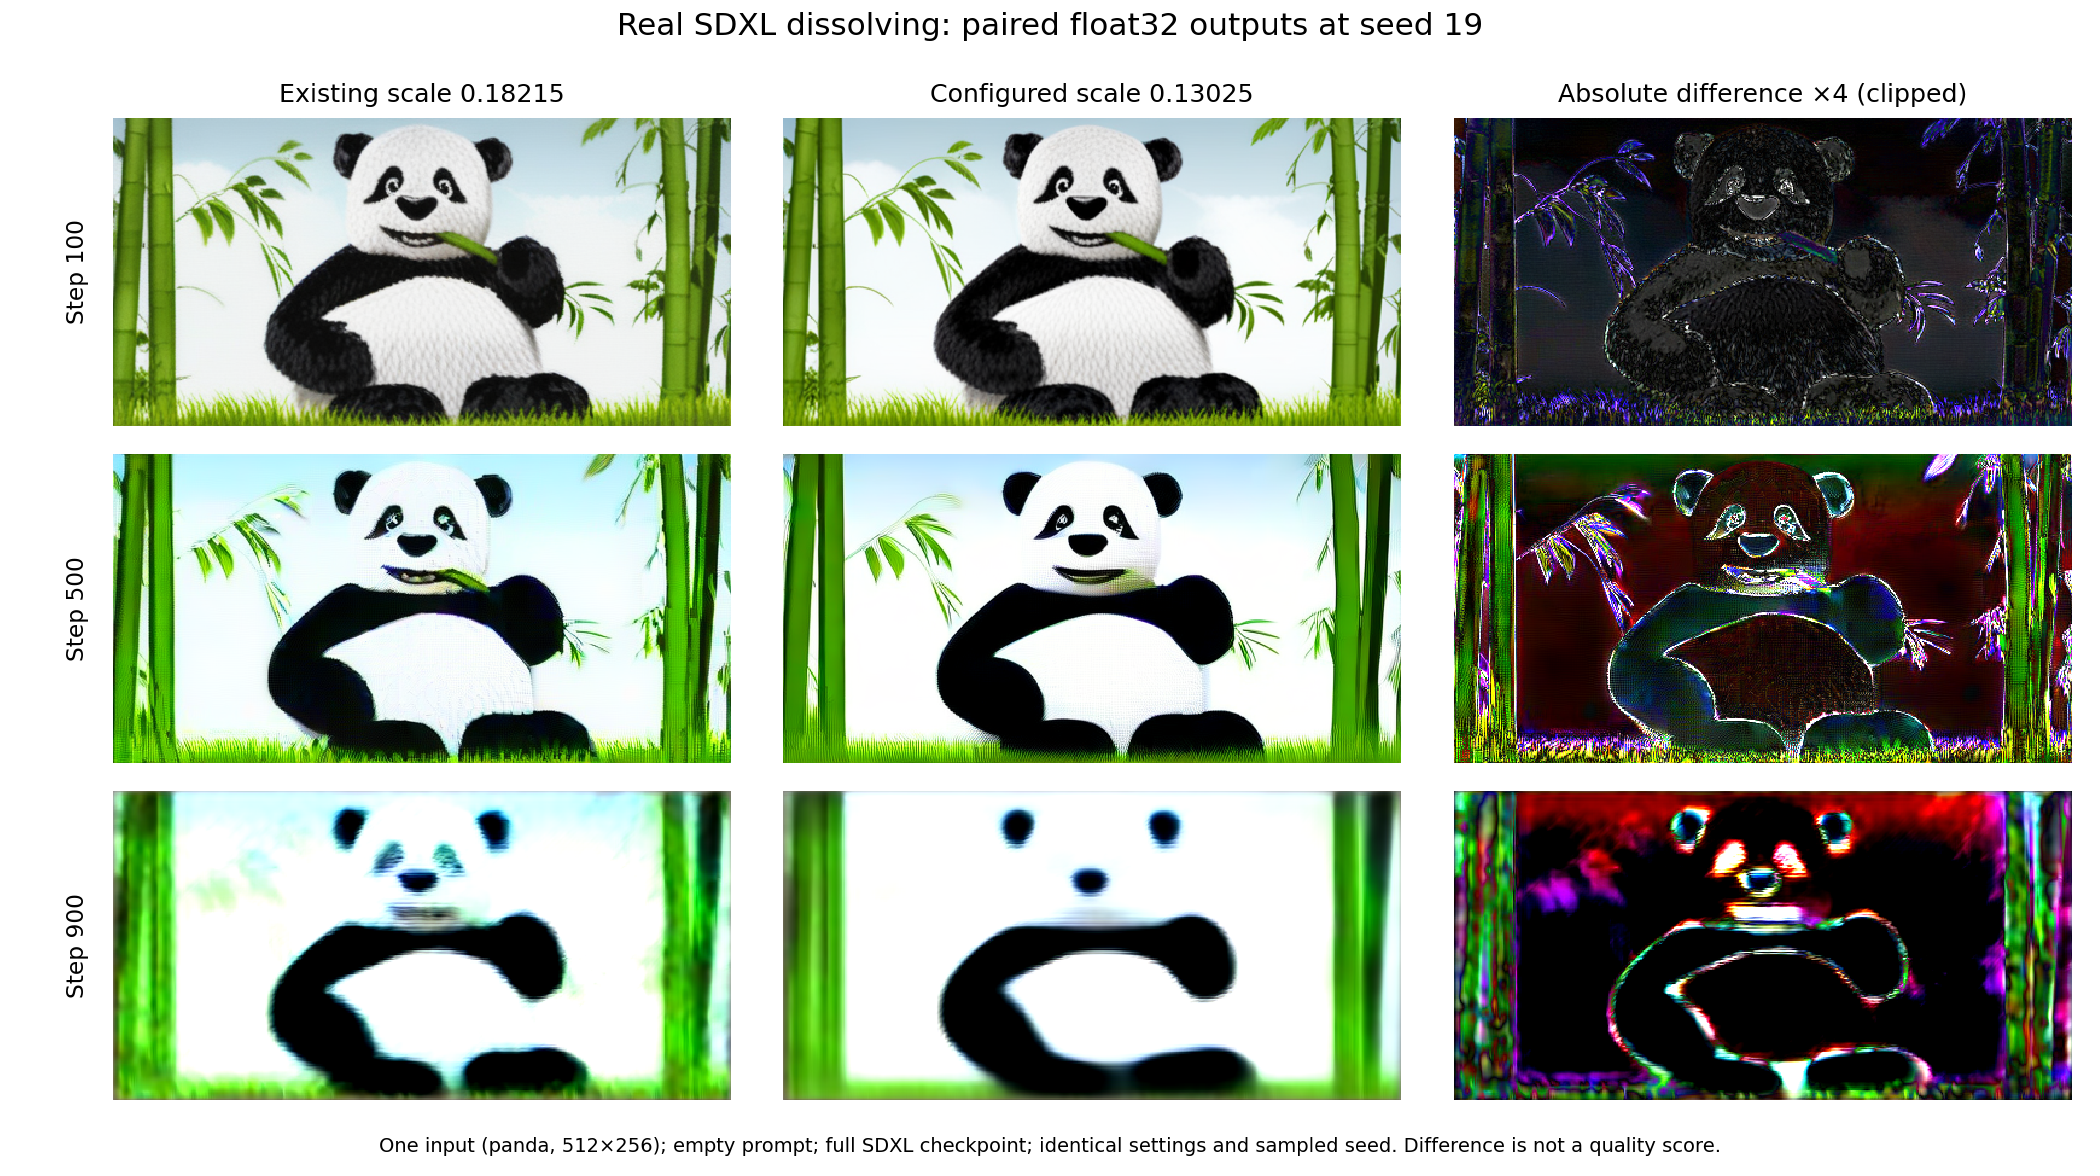 Real SDXL dissolving: paired float32 outputs at seed 19
Existing scale 0.18215
Configured scale 0.13025
Absolute difference ×4 (clipped)
Step 100
Step 500
Step 900
One input (panda, 512×256); empty prompt; full SDXL checkpoint; identical settings and sampled seed. Difference is not a quality score.